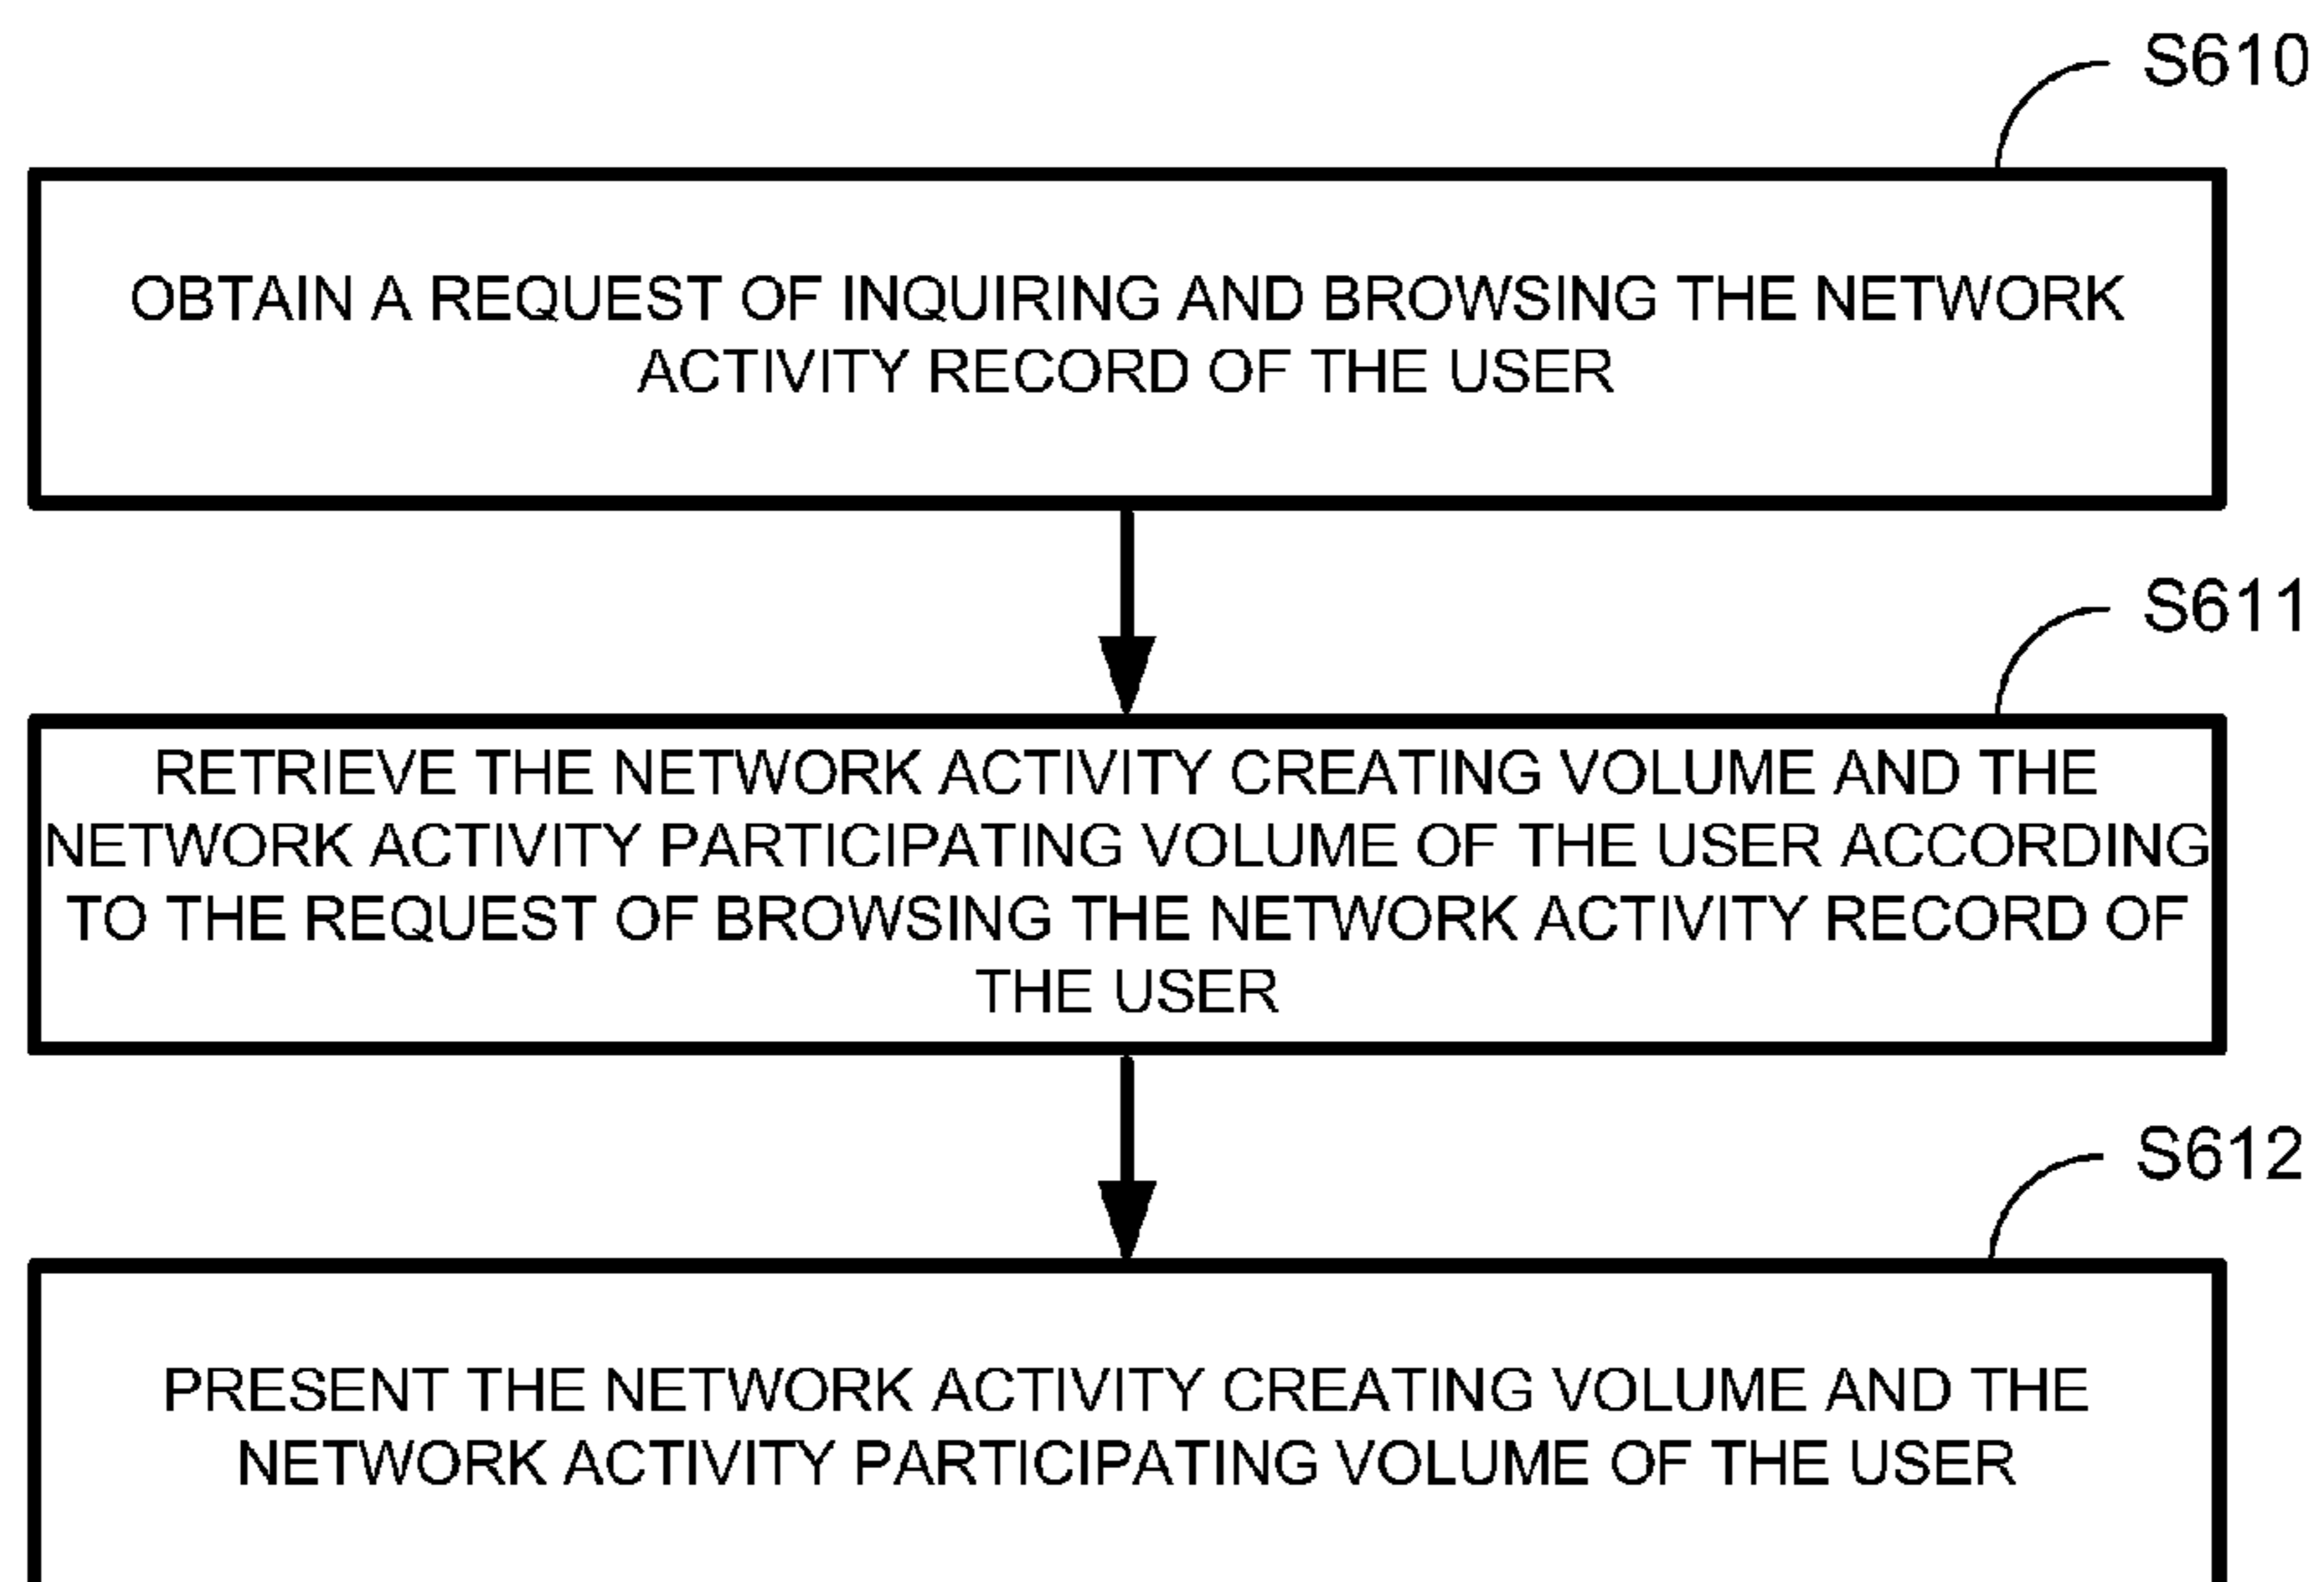 S610
OBTAIN A REQUEST OF INQUIRING AND BROWSING THE NETWORK
ACTIVITY RECORD OF THE USER
S611
RETRIEVE THE NETWORK ACTIVITY CREATING VOLUME AND THE
NETWORK ACTIVITY PARTICIPATING VOLUME OF THE USER ACCORDING
TO THE REQUEST OF BROWSING THE NETWORK ACTIVITY RECORD OF
THE USER
S612
PRESENT THE NETWORK ACTIVITY CREATING VOLUME AND THE
NETWORK ACTIVITY PARTICIPATING VOLUME OF THE USER